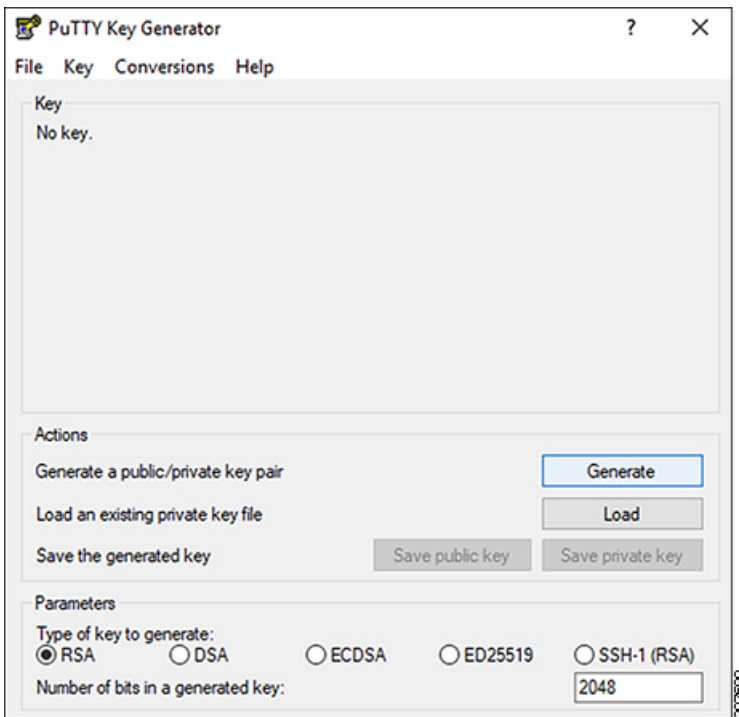 PuTTY Key Generator ? ×
File Key Conversions Help
Key
No key.
Actions
Generate a public/private key pair Generate
Load an existing private key file Load
Save the generated key Save public key Save private key
Parameters
Type of key to generate:
RSA DSA ECDSA ED25519 SSH-1 (RSA)
Number of bits in a generated key: 2048